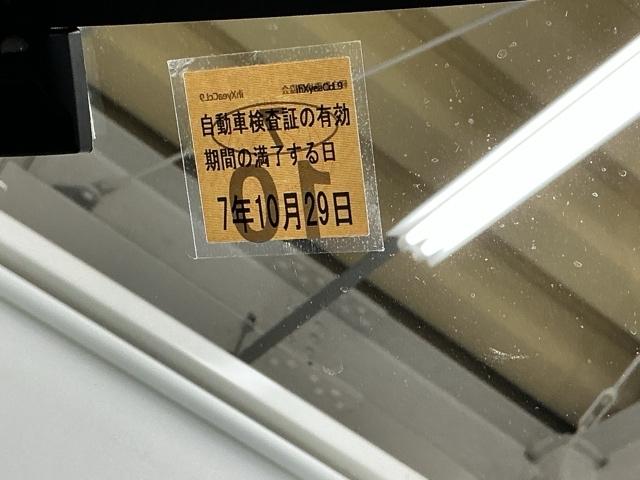 自動車検査証の有効
期間の満了する日
7年10月29日